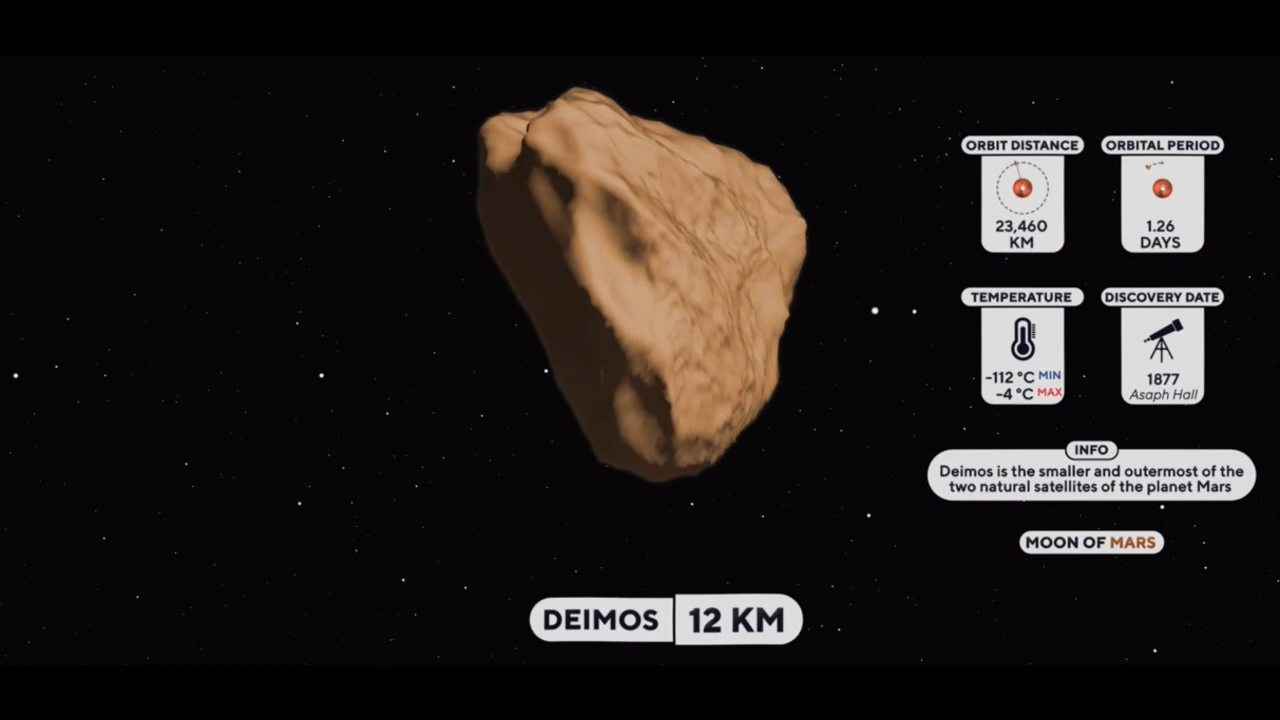 ORBIT DISTANCE
23,460
KM
ORBITAL PERIOD
1.26
DAYS
TEMPERATURE
-112 °C MIN
-4 °C MAX
DISCOVERY DATE
1877
Asaph Hall
INFO
Deimos is the smaller and outermost of the
two natural satellites of the planet Mars
MOON OF MARS
DEIMOS 12 KM